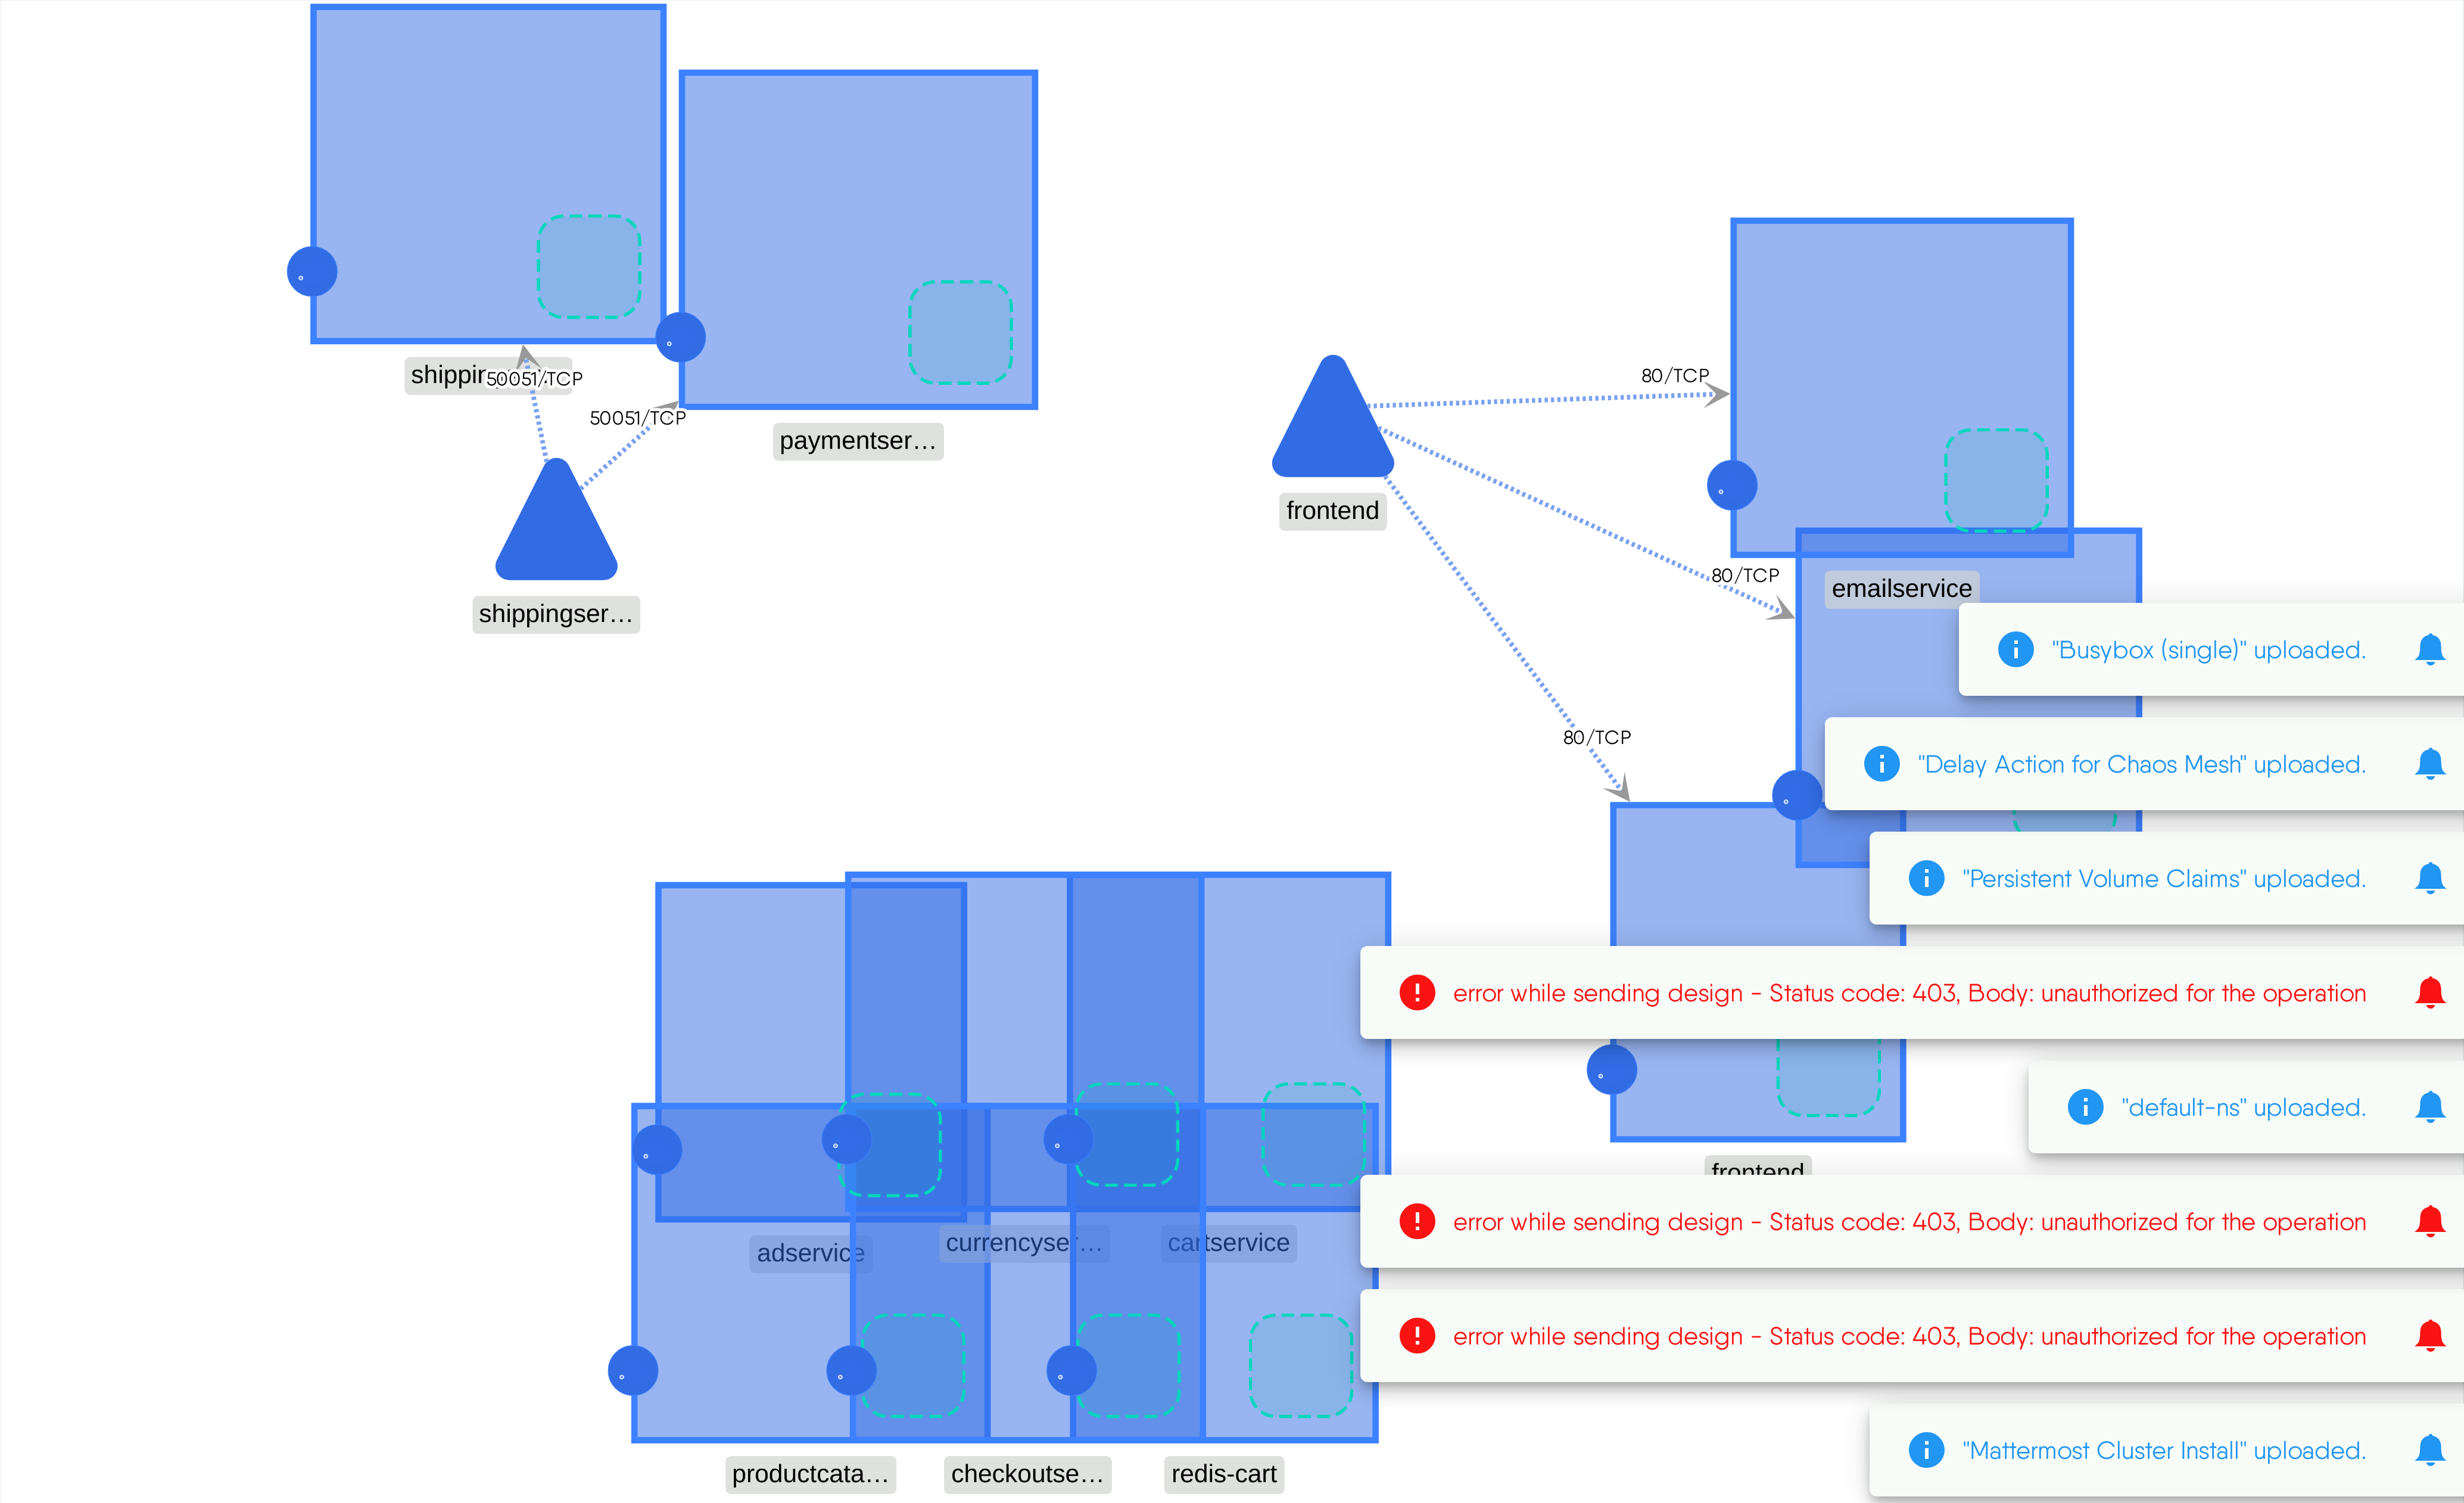 shippin
50051/TCP
50051/TCP
paymentser…
shippingser…
frontend
80/TCP
80/TCP
80/TCP
emailservice
"Busybox (single)" uploaded.
"Delay Action for Chaos Mesh" uploaded.
"Persistent Volume Claims" uploaded.
error while sending design - Status code: 403, Body: unauthorized for the operation
"default-ns" uploaded.
frontend
error while sending design - Status code: 403, Body: unauthorized for the operation
adservice
currencyser…
cartservice
error while sending design - Status code: 403, Body: unauthorized for the operation
"Mattermost Cluster Install" uploaded.
productcata…
checkoutse…
redis-cart